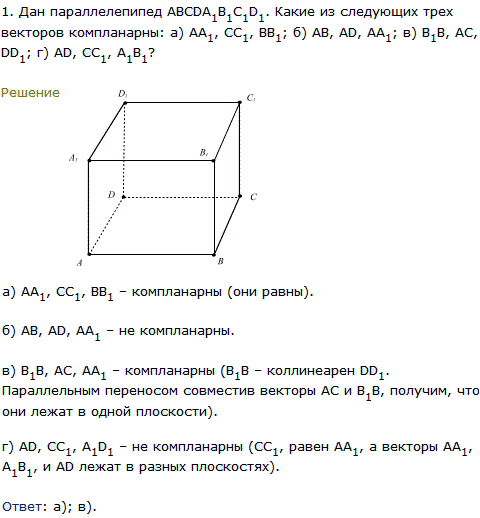 1. Дан параллелепипед ABCDA₁B₁C₁D₁. Какие из следующих трех
векторов компланарны: а) AA₁, CC₁, BB₁; б) AB, AD, AA₁; в) B₁B, AC,
DD₁; г) AD, CC₁, A₁B₁?
Решение
D₁
C₁
A₁
B₁
D
C
A
B
а) AA₁, CC₁, BB₁ – компланарны (они равны).
б) AB, AD, AA₁ – не компланарны.
в) B₁B, AC, AA₁ – компланарны (B₁B – коллинеарен DD₁.
Параллельным переносом совместив векторы AC и B₁B, получим, что
они лежат в одной плоскости).
г) AD, CC₁, A₁D₁ – не компланарны (CC₁, равен AA₁, а векторы AA₁,
A₁B₁, и AD лежат в разных плоскостях).
Ответ: а); в).